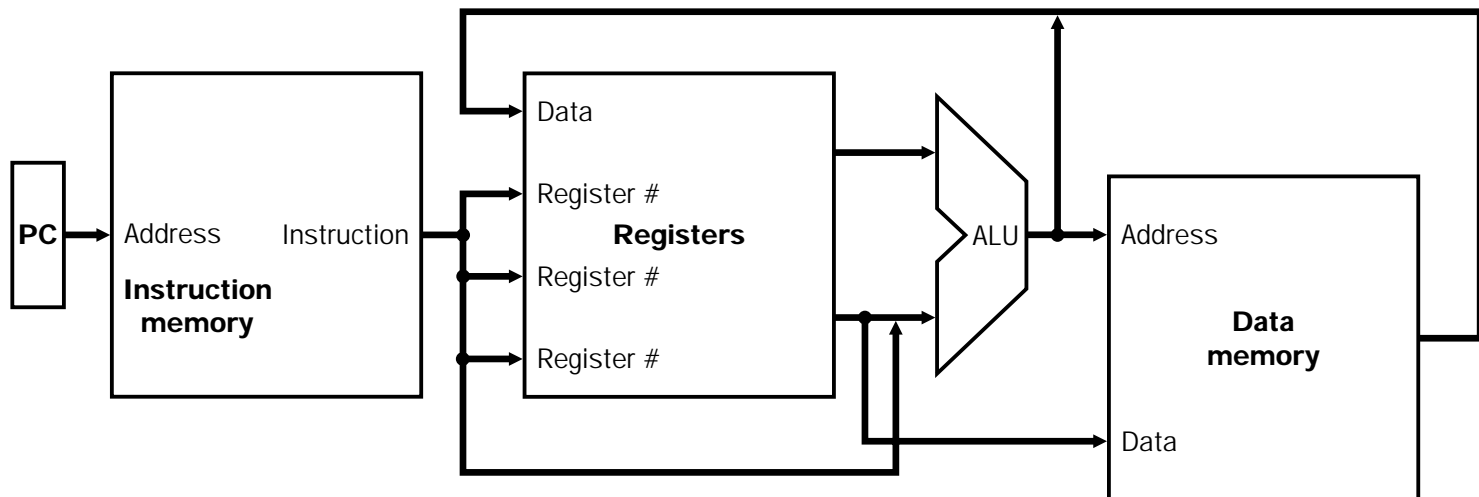 PC
Address
Instruction
Instruction
memory
Data
Register #
Registers
Register #
Register #
ALU
Address
Data
memory
Data